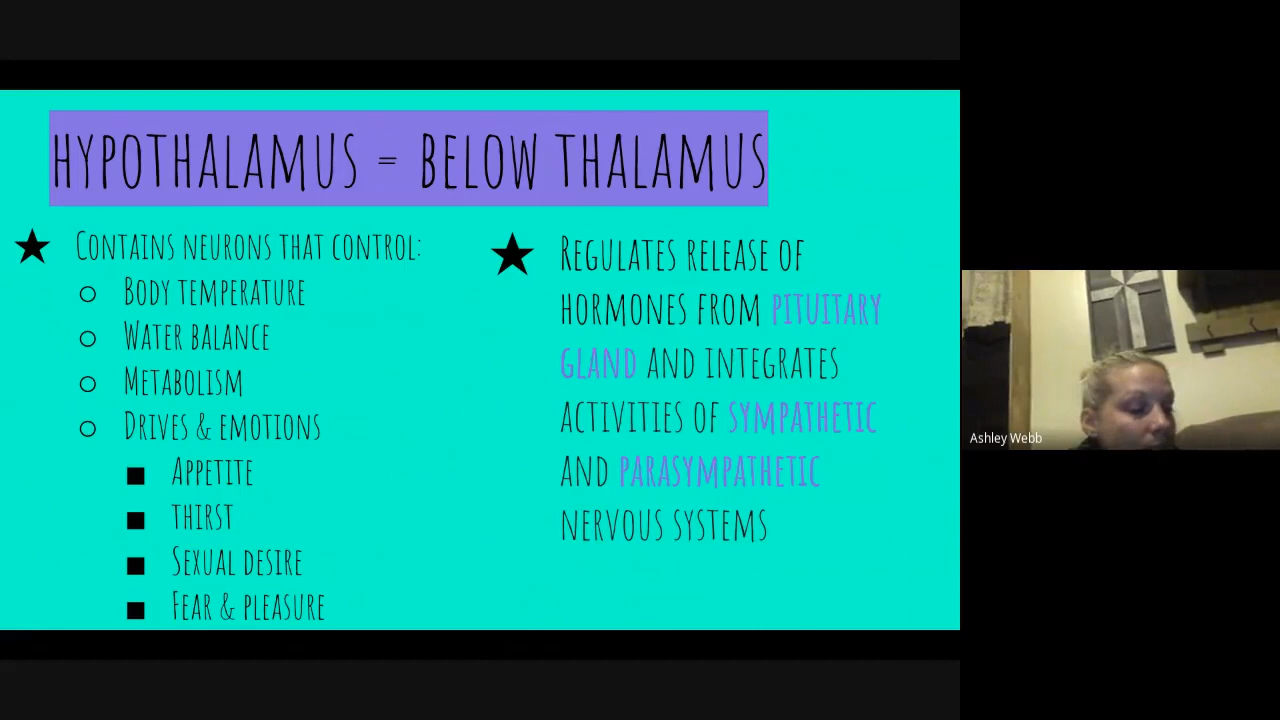 HYPOTHALAMUS = BELOW THALAMUS
★ CONTAINS NEURONS THAT CONTROL:
○ BODY TEMPERATURE
○ WATER BALANCE
○ METABOLISM
○ DRIVES & EMOTIONS
■ APPETITE
■ THIRST
■ SEXUAL DESIRE
■ FEAR & PLEASURE
★ REGULATES RELEASE OF
HORMONES FROM PITUITARY
GLAND AND INTEGRATES
ACTIVITIES OF SYMPATHETIC
AND PARASYMPATHETIC
NERVOUS SYSTEMS
Ashley Webb